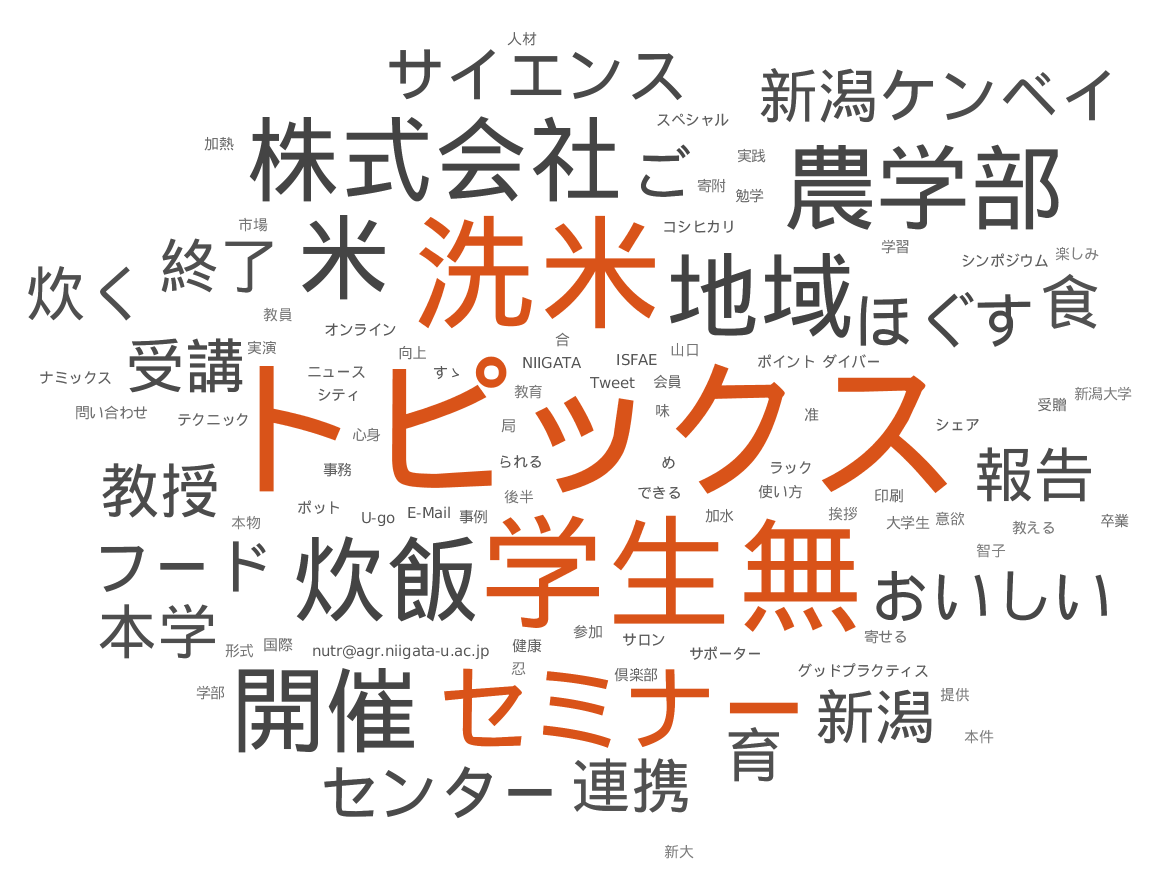 人材
サイエンス
新潟ケンベイ
スペシャル
株式会社
ご
農学部
加熱
実践
寄附
勉学
市場
米
洗米
コシヒカリ
終了
学習
シンポジウム
楽しみ
炊く
地域
ほぐす
食
教員
オンライン
実演
向上
合
NIIGATA
ISFAE
山口
ポイント
ダイバー
受講
ナミックス
ニュース
すゝ
Tweet
会員
シティ
教育
トピックス
新潟大学
受贈
問い合わせ
テクニック
心身
局
味
准
シェア
教授
事務
られる
め
ラック
報告
できる
使い方
後半
印刷
ポット
U-go
E-Mail
事例
加水
挨拶
大学生
意欲
教える
卒業
本物
智子
フード
炊飯
学生無
おいしい
本学
形式
国際
nutr@agr.niigata-u.ac.jp
健康
参加
サロン
サポーター
寄せる
忍
倶楽部
グッドプラクティス
学部
開催
セミナー
新潟
提供
本件
育
センター
連携
新大